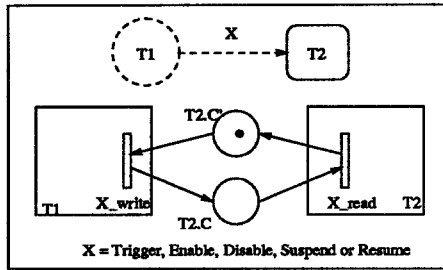 X
T1
T2
T2.C'
T1
X_write
T2.C
X_read
T2
X = Trigger, Enable, Disable, Suspend or Resume